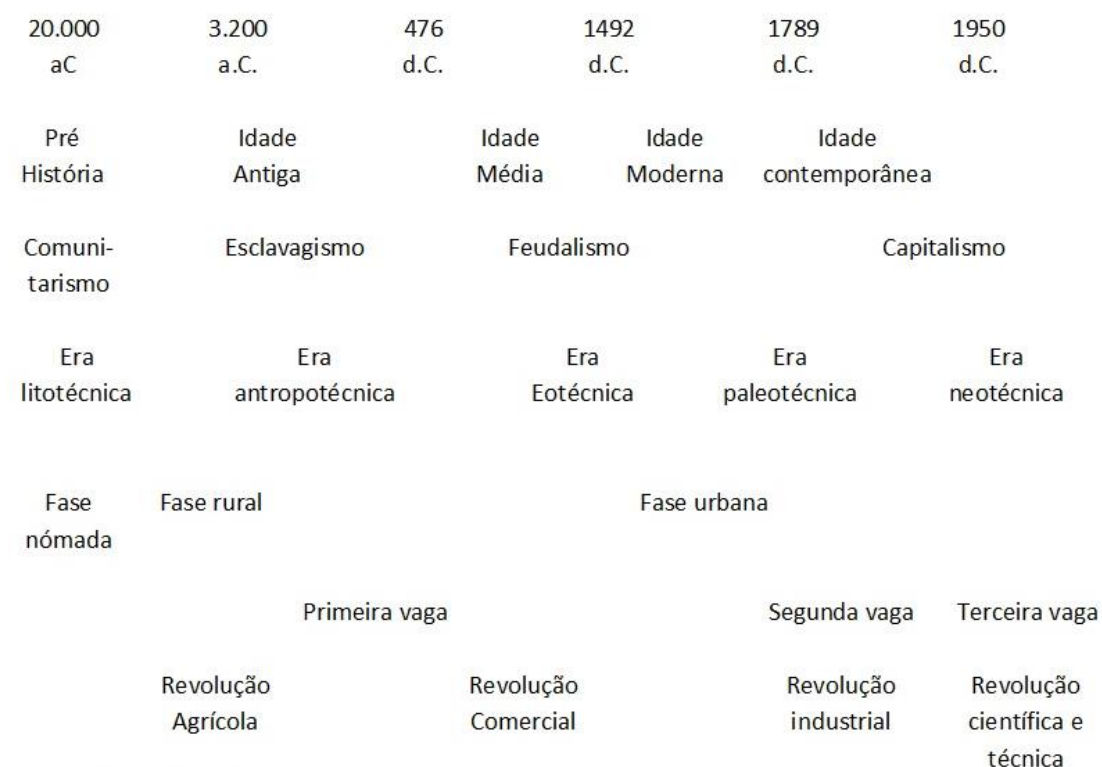 20.000 3.200 476 1492 1789 1950
aC a.C. d.C. d.C. d.C. d.C.
Pré Idade Idade Idade Idade
História Antiga Média Moderna contemporânea
Comuni- Esclavagismo Feudalismo Capitalismo
tarismo
Era Era Era Era Era
litotécnica antropotécnica Eotécnica paleotécnica neotécnica
Fase Fase rural Fase urbana
nómada
Primeira vaga Segunda vaga Terceira vaga
Revolução Revolução Revolução Revolução
Agrícola Comercial industrial científica e
técnica